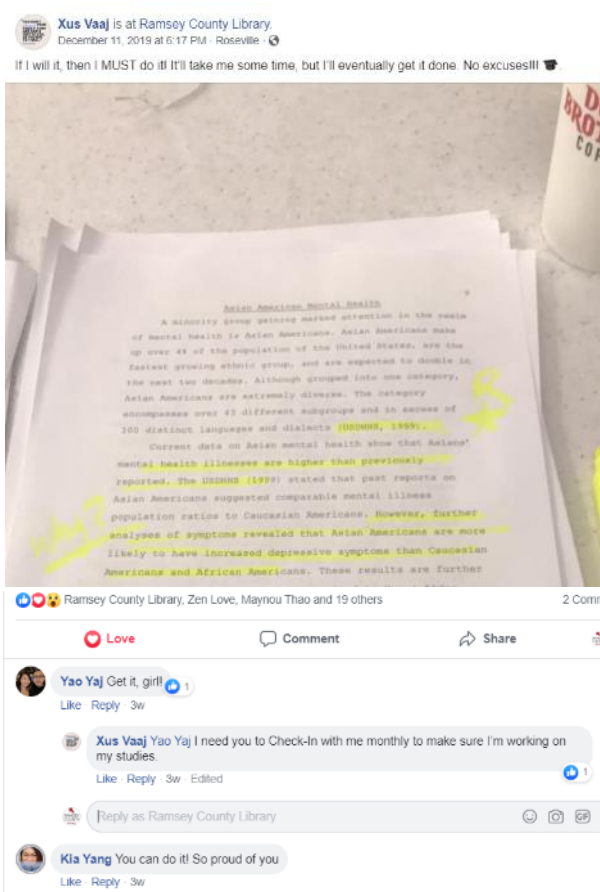 Xus Vaaj is at Ramsey County Library.
December 11, 2019 at 6:17 PM · Roseville ·
If I will it, then I MUST do it! It'll take me some time, but I'll eventually get it done. No excuses!!!
BRO
COF
9
Asian American Mental Health
A minority group gaining marked attention in the realm
of mental health is Asian Americans. Asian Americans make
up over 4% of the population of the United States, are the
fastest growing ethnic group, and are expected to double in
the next two decades. Although grouped into one category,
Asian Americans are extremely diverse. The category
encompasses over 43 different subgroups and in excess of
100 distinct languages and dialects (USDHHS, 1999).
Current data on Asian mental health show that Asians'
mental health illnesses are higher than previously
reported. The USDHHS (1999) stated that past reports on
Asian Americans suggested comparable mental illness
population ratios to Caucasian Americans. However, further
analyses of symptoms revealed that Asian Americans are more
likely to have increased depressive symptoms than Caucasian
Americans and African Americans. These results are further
Why?
Ramsey County Library, Zen Love, Maynou Thao and 19 others
2 Comm
Love
Comment
Share
Yao Yaj Get it, girl!
1
Like · Reply · 3w
Xus Vaaj Yao Yaj I need you to Check-In with me monthly to make sure I'm working on
my studies.
Like · Reply · 3w · Edited
1
Reply as Ramsey County Library
GIF
Kia Yang You can do it! So proud of you
Like · Reply · 3w